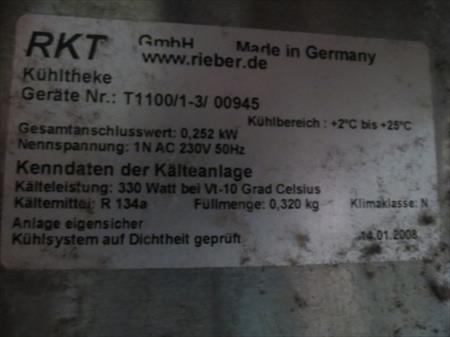 RKT GmbH Made in Germany
www.rieber.de
Kühltheke
Geräte Nr.: T1100/1-3/ 00945
Gesamtanschlusswert: 0,252 kW Kühlbereich : +2°C bis +25°C
Nennspannung: 1N AC 230V 50Hz
Kenndaten der Kälteanlage
Kälteleistung: 330 Watt bei Vt-10 Grad Celsius
Kältemittel: R 134a Füllmenge: 0,320 kg Klimaklasse: N
Anlage eigensicher
Kühlsystem auf Dichtheit geprüft 14.01.2008